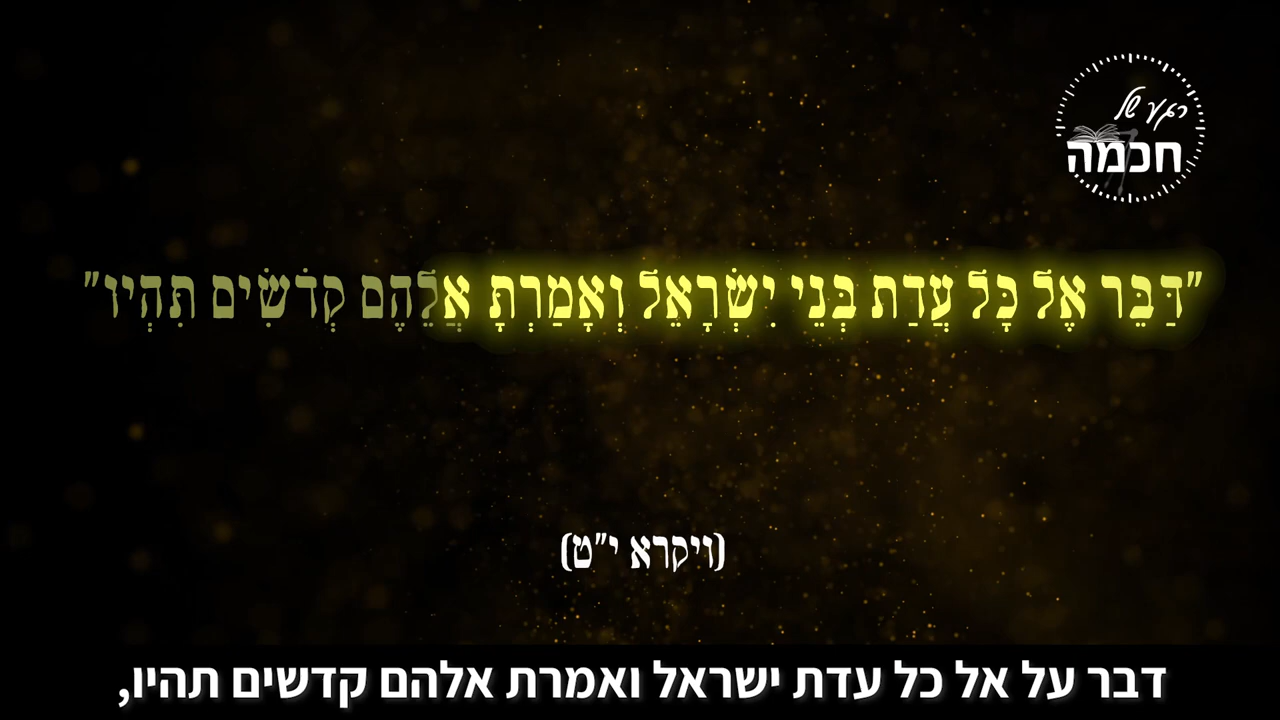 רגע של
חכמה
"דַּבֵּר אֶל כָּל עֲדַת בְּנֵי יִשְׂרָאֵל וְאָמַרְתָּ אֲלֵהֶם קְדֹשִׁים תִּהְיוּ"
(ויקרא י"ט)
דבר על אל כל עדת ישראל ואמרת אלהם קדשים תהיו,